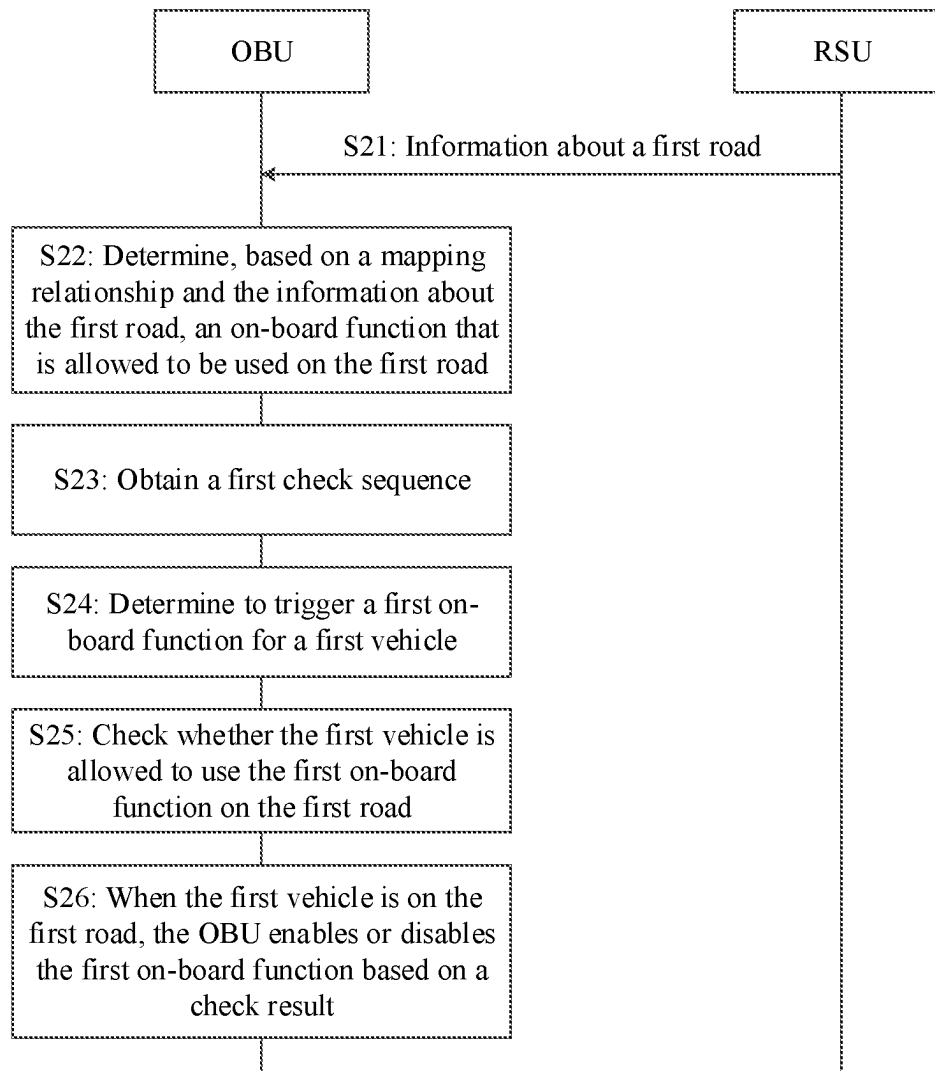 OBU
RSU
S21: Information about a first road
S22: Determine, based on a mapping
relationship and the information about
the first road, an on-board function that
is allowed to be used on the first road
S23: Obtain a first check sequence
S24: Determine to trigger a first on-
board function for a first vehicle
S25: Check whether the first vehicle is
allowed to use the first on-board
function on the first road
S26: When the first vehicle is on the
first road, the OBU enables or disables
the first on-board function based on a
check result